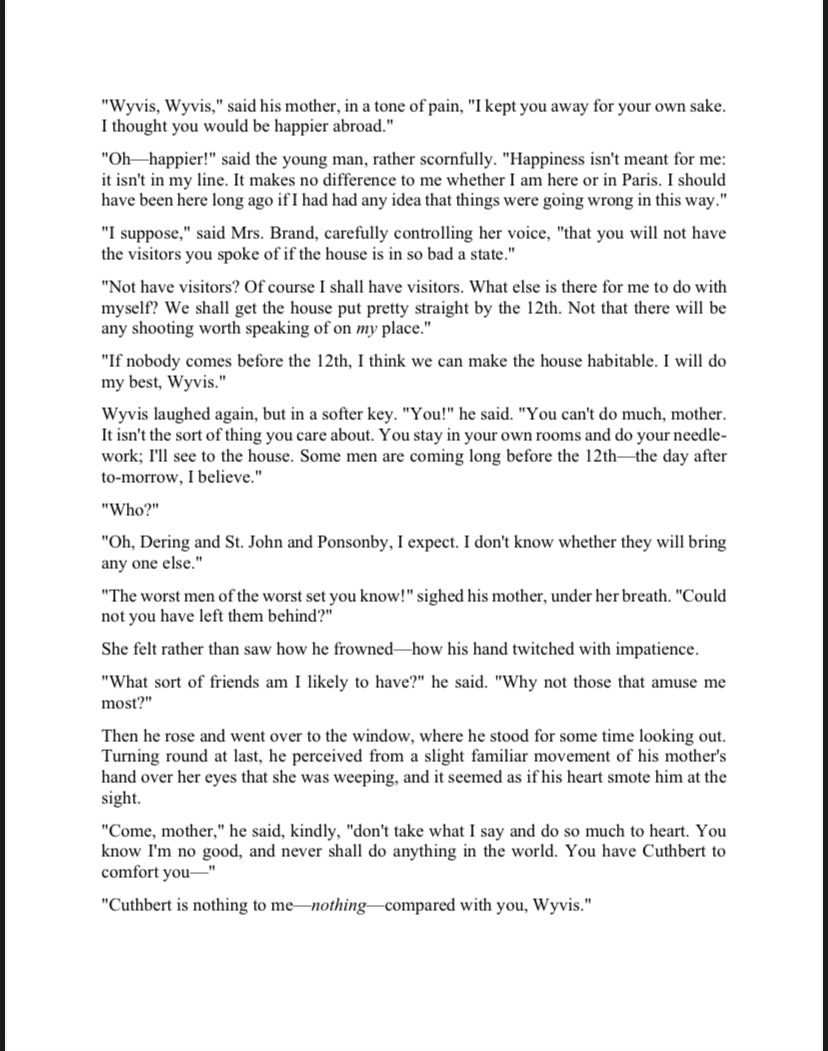 "Wyvis, Wyvis," said his mother, in a tone of pain, "I kept you away for your own sake.
I thought you would be happier abroad."
"Oh—happier!" said the young man, rather scornfully. "Happiness isn't meant for me:
it isn't in my line. It makes no difference to me whether I am here or in Paris. I should
have been here long ago if I had had any idea that things were going wrong in this way."
"I suppose," said Mrs. Brand, carefully controlling her voice, "that you will not have
the visitors you spoke of if the house is in so bad a state."
"Not have visitors? Of course I shall have visitors. What else is there for me to do with
myself? We shall get the house put pretty straight by the 12th. Not that there will be
any shooting worth speaking of on my place."
"If nobody comes before the 12th, I think we can make the house habitable. I will do
my best, Wyvis."
Wyvis laughed again, but in a softer key. "You!" he said. "You can't do much, mother.
It isn't the sort of thing you care about. You stay in your own rooms and do your needle-
work; I'll see to the house. Some men are coming long before the 12th—the day after
to-morrow, I believe."
"Who?"
"Oh, Dering and St. John and Ponsonby, I expect. I don't know whether they will bring
any one else."
"The worst men of the worst set you know!" sighed his mother, under her breath. "Could
not you have left them behind?"
She felt rather than saw how he frowned—how his hand twitched with impatience.
"What sort of friends am I likely to have?" he said. "Why not those that amuse me
most?"
Then he rose and went over to the window, where he stood for some time looking out.
Turning round at last, he perceived from a slight familiar movement of his mother's
hand over her eyes that she was weeping, and it seemed as if his heart smote him at the
sight.
"Come, mother," he said, kindly, "don't take what I say and do so much to heart. You
know I'm no good, and never shall do anything in the world. You have Cuthbert to
comfort you—"
"Cuthbert is nothing to me—nothing—compared with you, Wyvis."